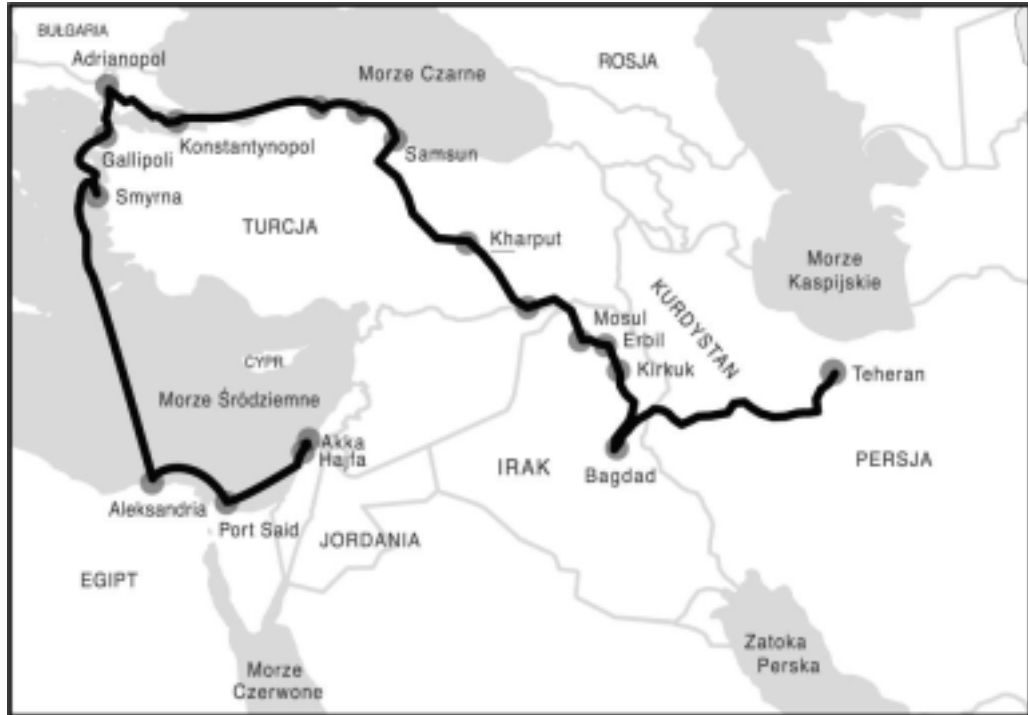 BUŁGARIA
Adrianopol
Morze Czarne
ROSJA
Konstantynopol
Gallipoli
Samsun
Smyrna
TURCJA
Kharput
Morze
Kaspijskie
KURDYSTAN
Mosul
Erbil
Kirkuk
CYPR
Teheran
Morze Śródziemne
Akka
Hajfa
IRAK
PERSJA
Bagdad
Aleksandria
Port Said
JORDANIA
EGIPT
Zatoka
Perska
Morze
Czerwone